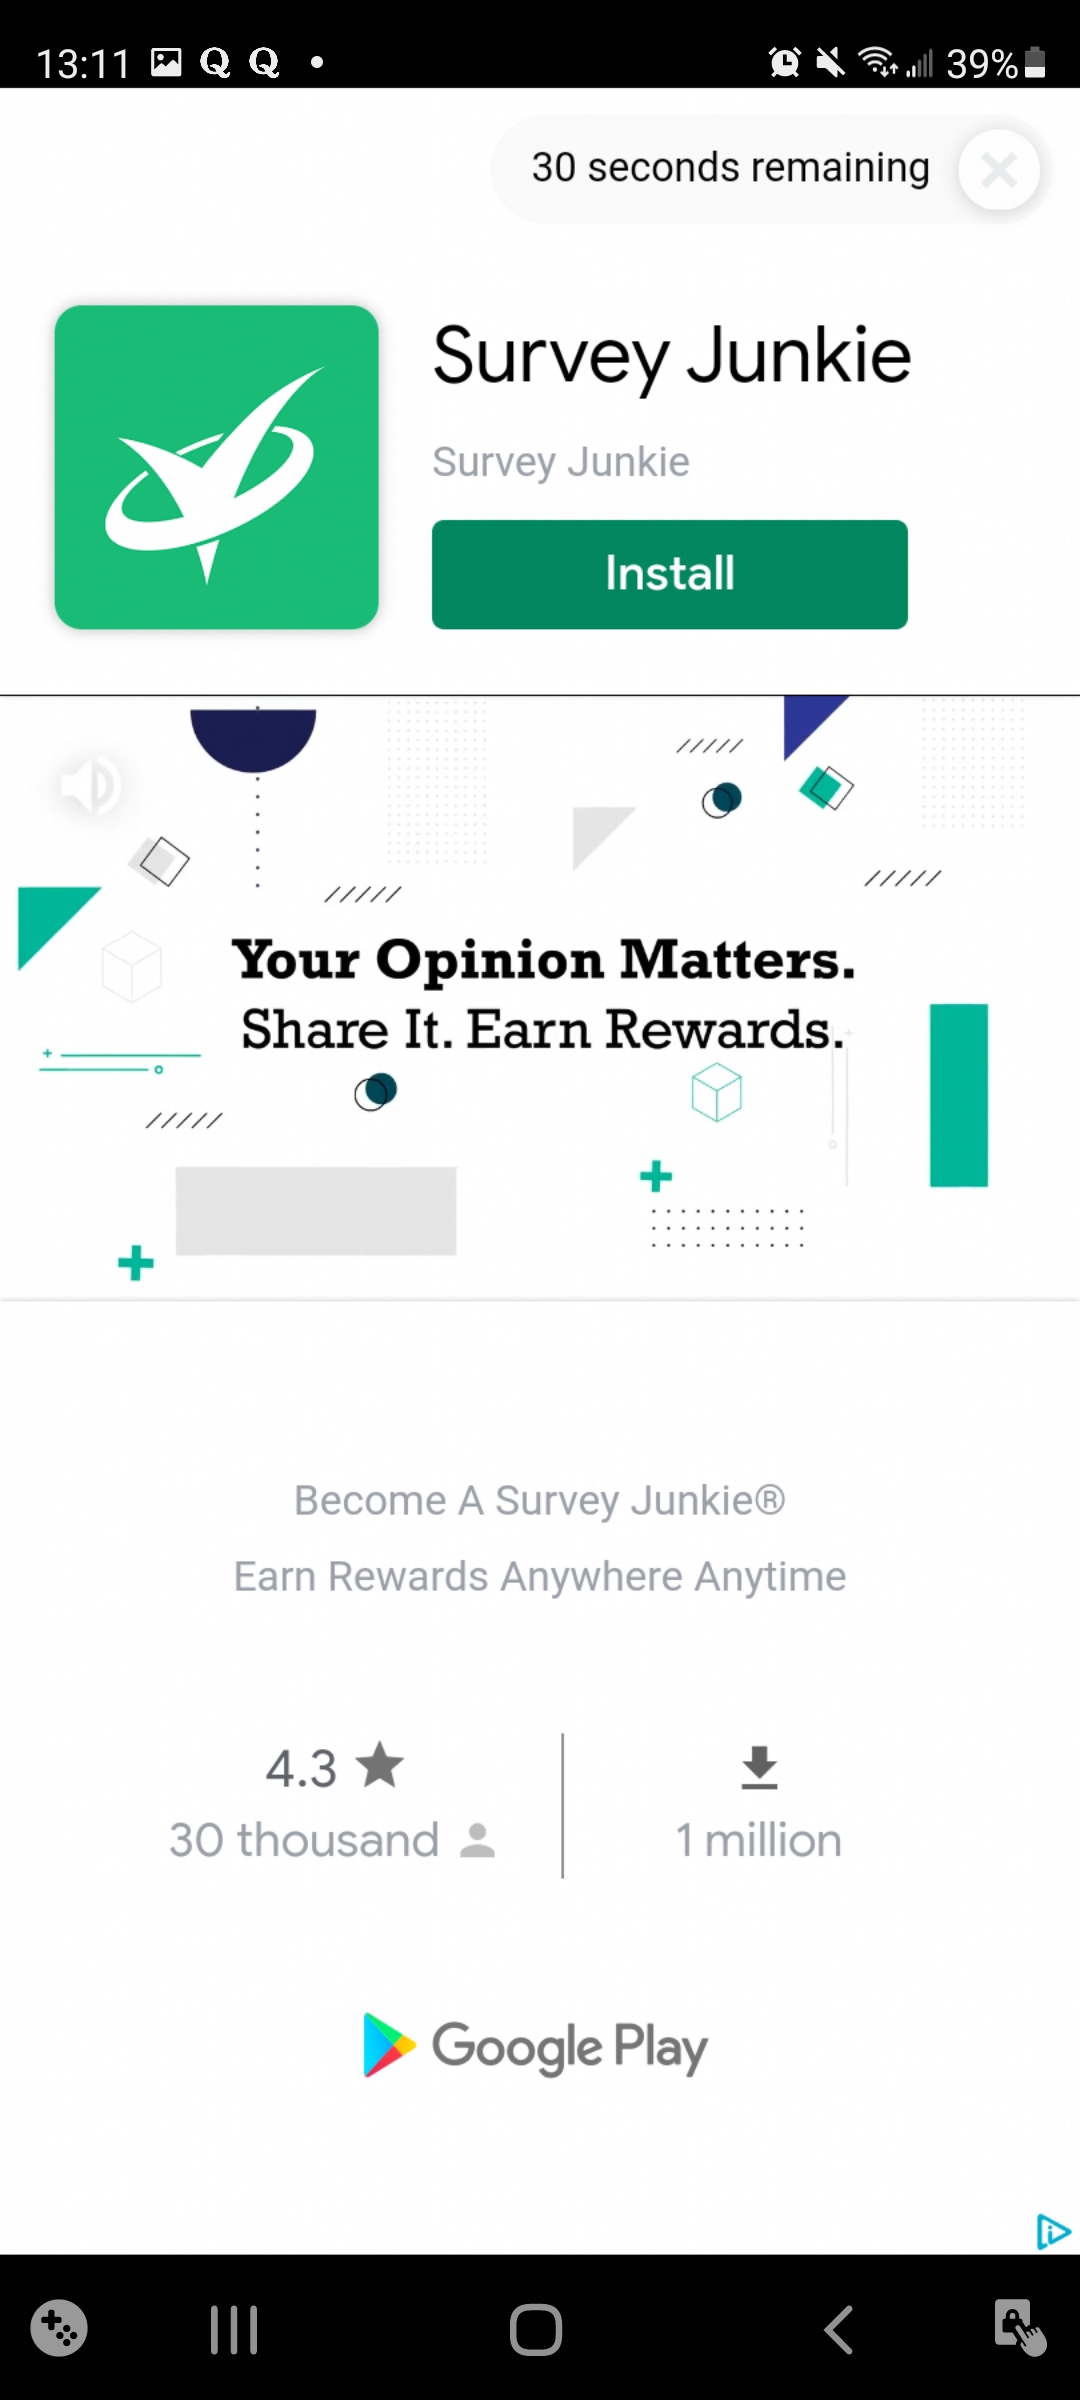 13:11
39%
30 seconds remaining
Survey Junkie
Survey Junkie
Install
Your Opinion Matters.
Share It. Earn Rewards.
Become A Survey Junkie®
Earn Rewards Anywhere Anytime
4.3
30 thousand
1 million
Google Play